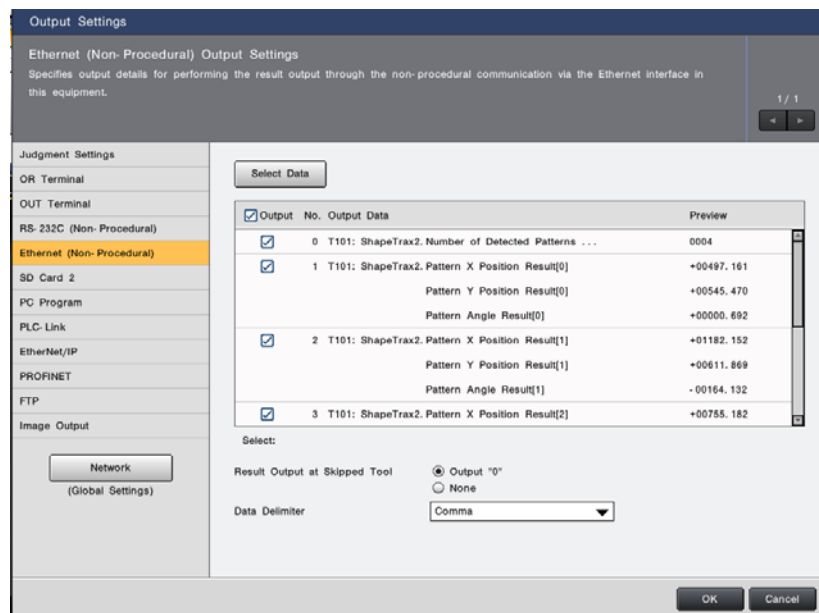 Output Settings
Ethernet (Non- Procedural) Output Settings
Specifies output details for performing the result output through the non- procedural communication via the Ethernet interface in
this equipment.
1/ 1
Judgment Settings
OR Terminal
OUT Terminal
RS- 232C (Non- Procedural)
Ethernet (Non- Procedural)
SD Card 2
PC Program
PLC- Link
EtherNet/IP
PROFINET
FTP
Image Output
Network
(Global Settings)
Select Data
Output No. Output Data Preview
0 T101: ShapeTrax2. Number of Detected Patterns ... 0004
1 T101: ShapeTrax2. Pattern X Position Result[0] +00497. 161
Pattern Y Position Result[0] +00545. 470
Pattern Angle Result[0] +00000. 692
2 T101: ShapeTrax2. Pattern X Position Result[1] +01182. 152
Pattern Y Position Result[1] +00611. 869
Pattern Angle Result[1] - 00164. 132
3 T101: ShapeTrax2. Pattern X Position Result[2] +00755. 182
Select:
Result Output at Skipped Tool Output "0"
None
Data Delimiter Comma
OK Cancel